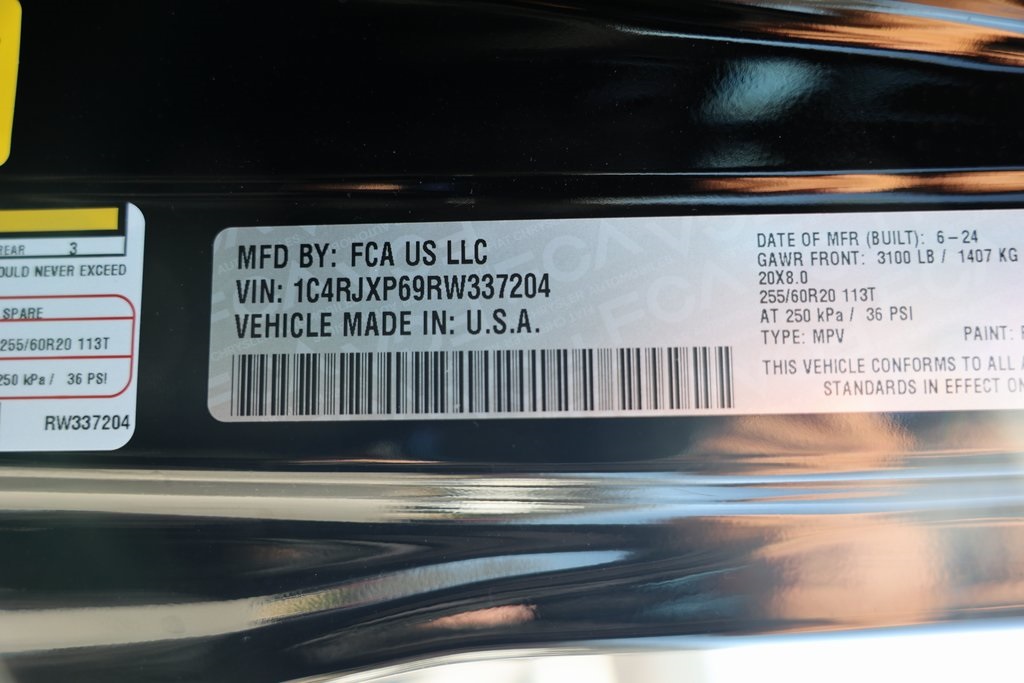 REAR 3
OULD NEVER EXCEED
SPARE
255/60R20 113T
250 kPa / 36 PSI
RW337204
MFD BY: FCA US LLC
VIN: 1C4RJXP69RW337204
VEHICLE MADE IN: U.S.A.
DATE OF MFR (BUILT): 6-24
GAWR FRONT: 3100 LB / 1407 KG
20X8.0
255/60R20 113T
AT 250 kPa / 36 PSI
TYPE: MPV PAINT:
THIS VEHICLE CONFORMS TO ALL
STANDARDS IN EFFECT ON